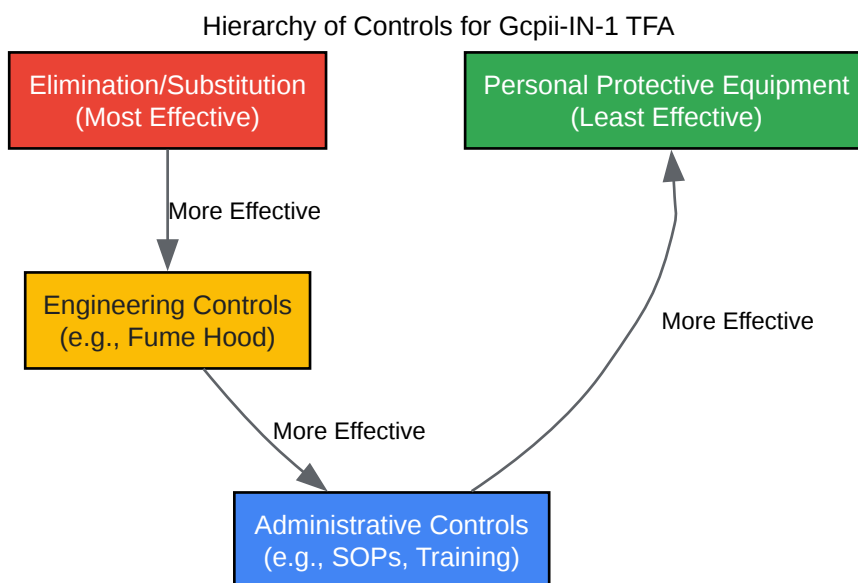 Hierarchy of Controls for Gcpii-IN-1 TFA
Elimination/Substitution
(Most Effective)
Personal Protective Equipment
(Least Effective)
More Effective
Engineering Controls
(e.g., Fume Hood)
More Effective
More Effective
Administrative Controls
(e.g., SOPs, Training)